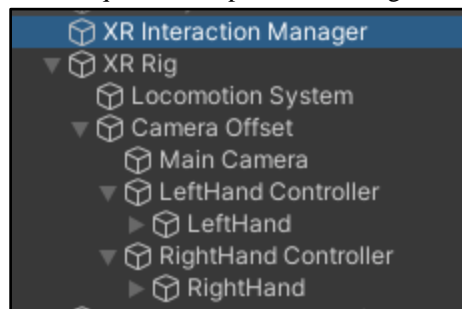 XR Interaction Manager
XR Rig
Locomotion System
Camera Offset
Main Camera
LeftHand Controller
LeftHand
RightHand Controller
RightHand